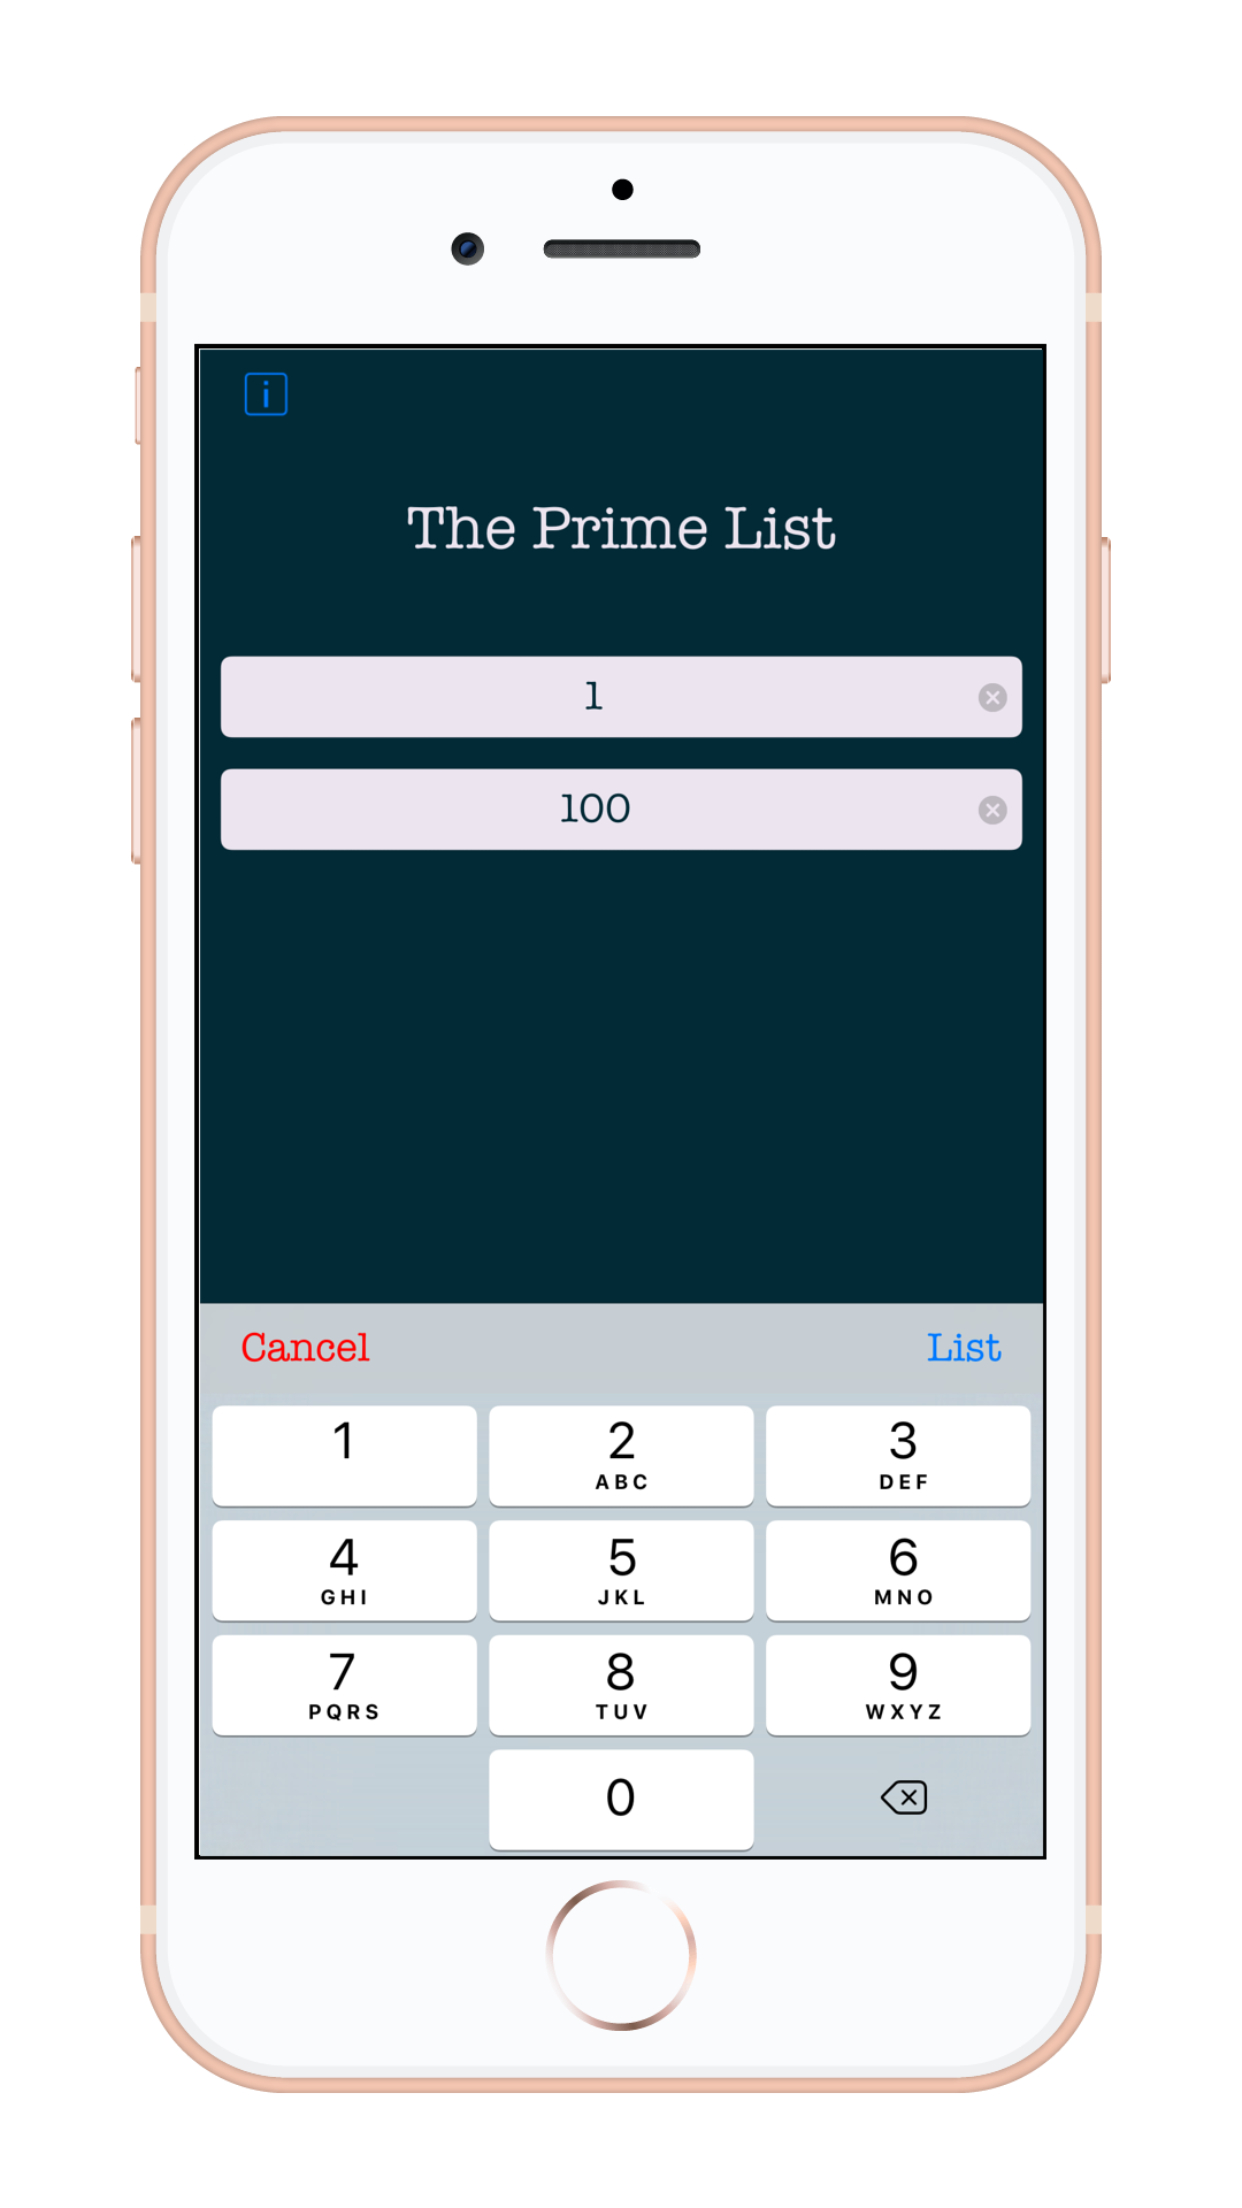 i
The Prime List
1
100
Cancel List
1 2 3
ABC DEF
4 5 6
GHI JKL MNO
7 8 9
PQRS TUV WXYZ
0